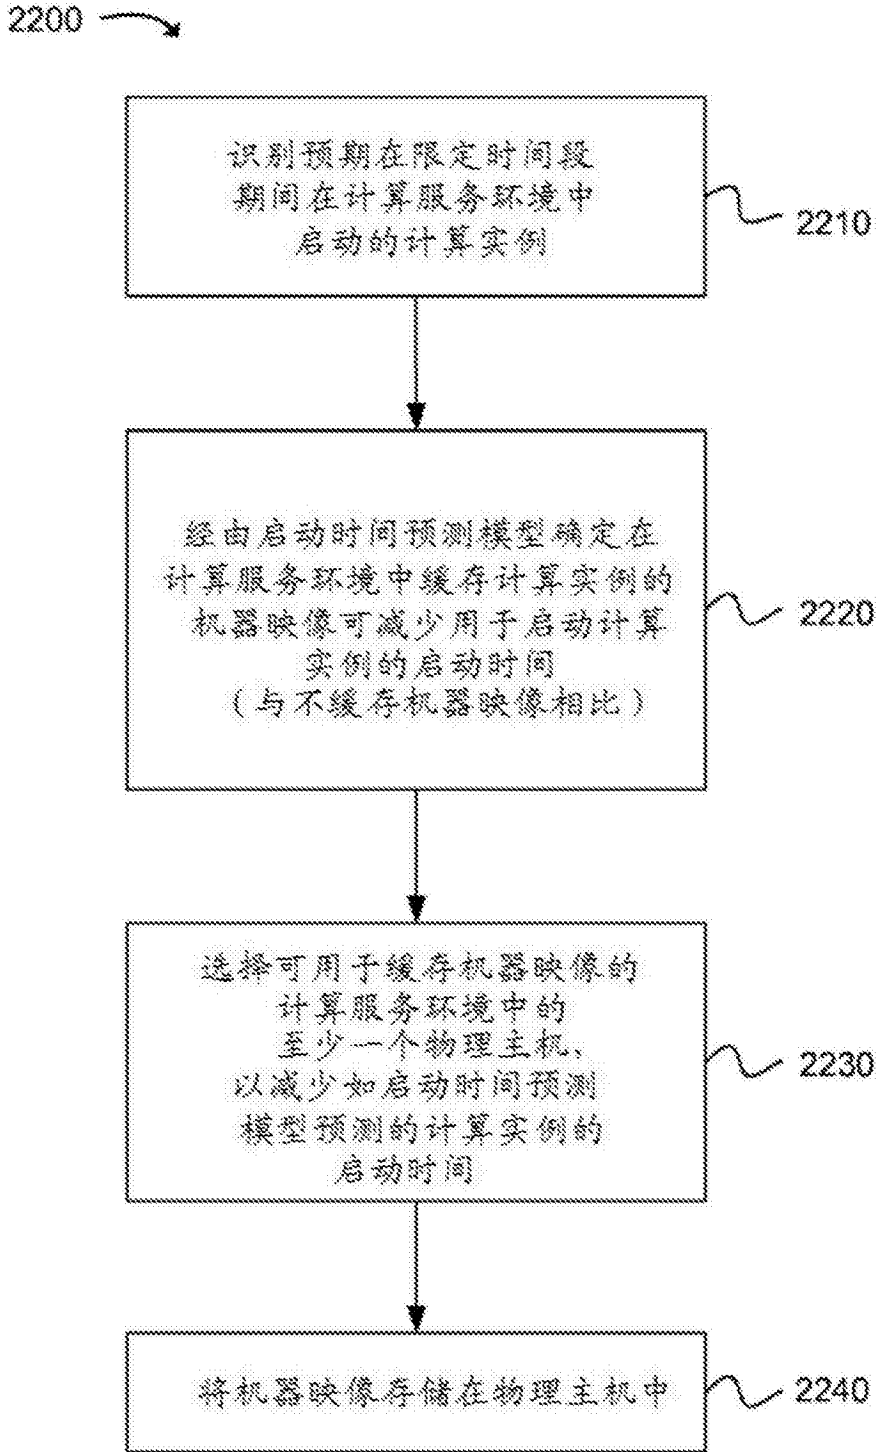 2200
识别预期在限定时间段
期间在计算服务环境中
启动的计算实例
2210
经由启动时间预测模型确定在
计算服务环境中缓存计算实例的
机器映像可减少用于启动计算
实例的启动时间
（与不缓存机器映像相比）
2220
选择可用于缓存机器映像的
计算服务环境中的
至少一个物理主机，
以减少如启动时间预测
模型预测的计算实例的
启动时间
2230
将机器映像存储在物理主机中
2240